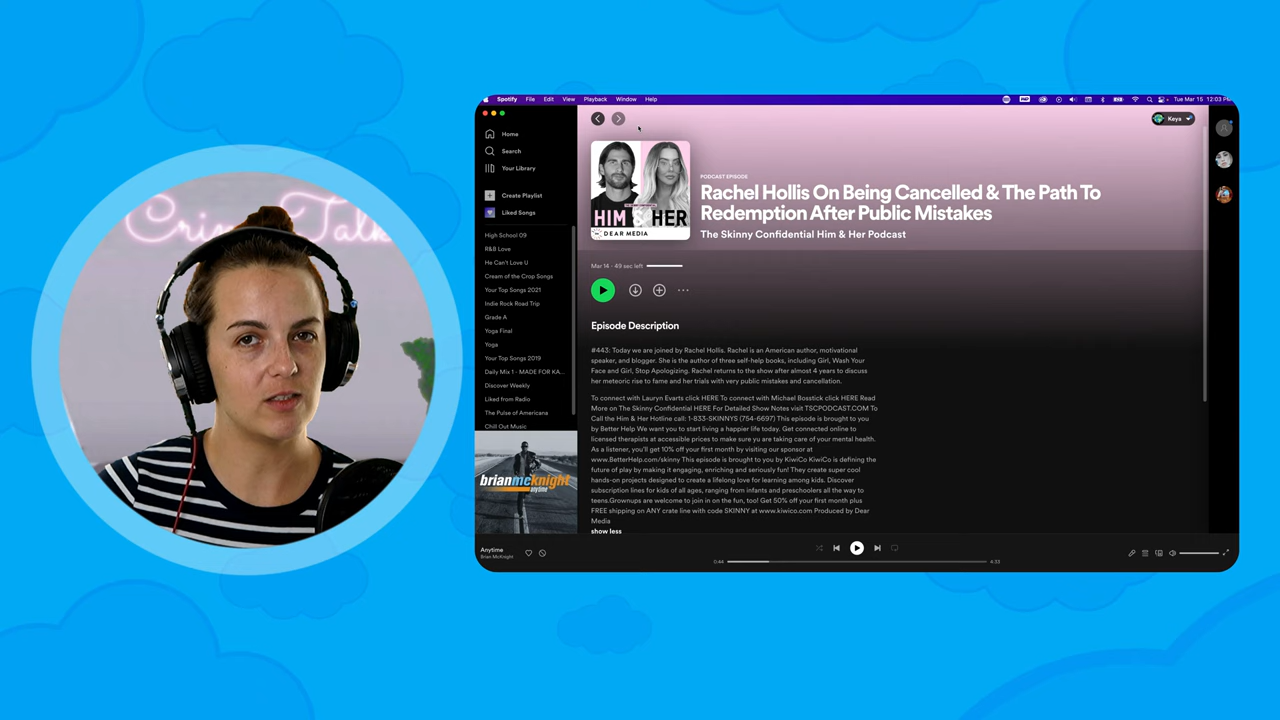 Crisis Talk
Spotify File Edit View Playback Window Help
Tue Mar 15 12:03 PM
Keya
Home
Search
Your Library
Create Playlist
Liked Songs
High School 09
R&B Love
He Can't Love U
Cream of the Crop Songs
Your Top Songs 2021
Indie Rock Road Trip
Grade A
Yoga Final
Yoga
Your Top Songs 2019
Daily Mix 1 - MADE FOR KA...
Discover Weekly
Liked from Radio
The Pulse of Americana
Chill Out Music
brianmcknight
anytime
Anytime
Brian McKnight
HIM & HER
DEAR MEDIA
PODCAST EPISODE
Rachel Hollis On Being Cancelled & The Path To
Redemption After Public Mistakes
The Skinny Confidential Him & Her Podcast
Mar 14 · 49 sec left
Episode Description
#443: Today we are joined by Rachel Hollis. Rachel is an American author, motivational
speaker, and blogger. She is the author of three self-help books, including Girl, Wash Your
Face and Girl, Stop Apologizing. Rachel returns to the show after almost 4 years to discuss
her meteoric rise to fame and her trials with very public mistakes and cancellation.
To connect with Lauryn Evarts click HERE To connect with Michael Bosstick click HERE Read
More on The Skinny Confidential HERE For Detailed Show Notes visit TSCPODCAST.COM To
Call the Him & Her Hotline call: 1-833-SKINNYS (754-6697) This episode is brought to you
by Better Help We want you to start living a happier life today. Get connected online to
licensed therapists at accessible prices to make sure yu are taking care of your mental health.
As a listener, you'll get 10% off your first month by visiting our sponsor at
www.BetterHelp.com/skinny This episode is brought to you by KiwiCo KiwiCo is defining the
future of play by making it engaging, enriching and seriously fun! They create super cool
hands-on projects designed to create a lifelong love for learning among kids. Discover
subscription lines for kids of all ages, ranging from infants and preschoolers all the way to
teens.Grownups are welcome to join in on the fun, too! Get 50% off your first month plus
FREE shipping on ANY crate line with code SKINNY at www.kiwico.com Produced by Dear
Media
show less
0:44
4:33